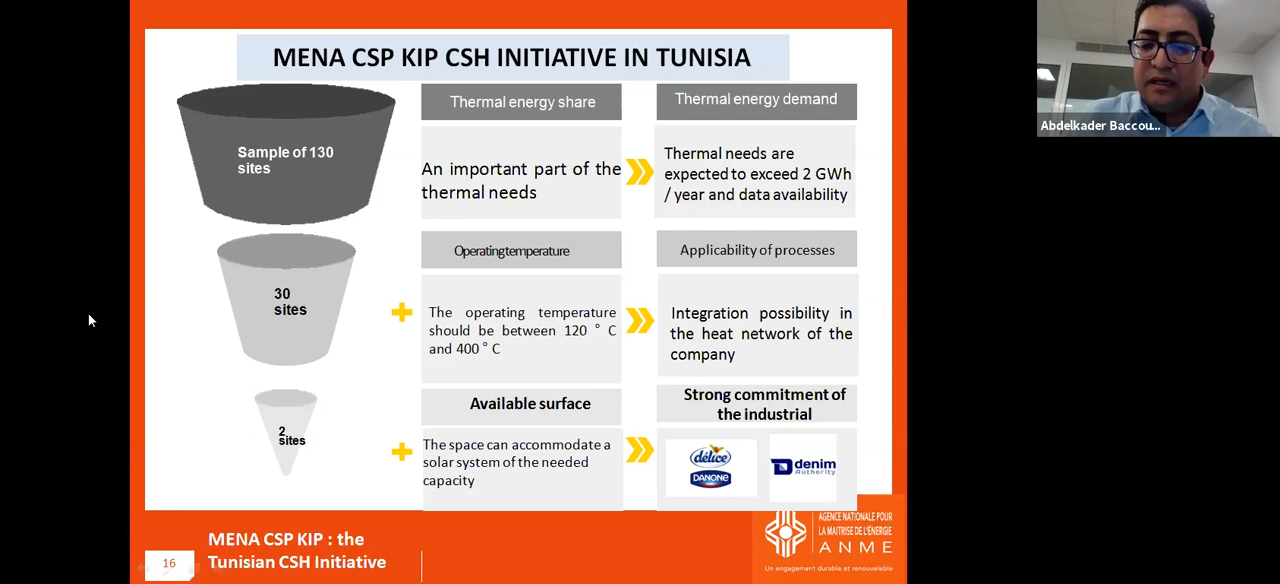 MENA CSP KIP CSH INITIATIVE IN TUNISIA
Sample of 130
sites
Thermal energy share
Thermal energy demand
An important part of the
thermal needs
Thermal needs are
expected to exceed 2 GWh
/ year and data availability
30
sites
Operating temperature
Applicability of processes
The operating temperature
should be between 120 ° C
and 400 ° C
Integration possibility in
the heat network of the
company
2
sites
Available surface
Strong commitment of
the industrial
The space can accommodate a
solar system of the needed
capacity
délice
DANONE
denim
Authority
16
MENA CSP KIP : the
Tunisian CSH Initiative
AGENCE NATIONALE POUR
LA MAITRISE DE L'ÉNERGIE
ANME
Un engagement durable et renouvelable
Abdelkader Baccou...